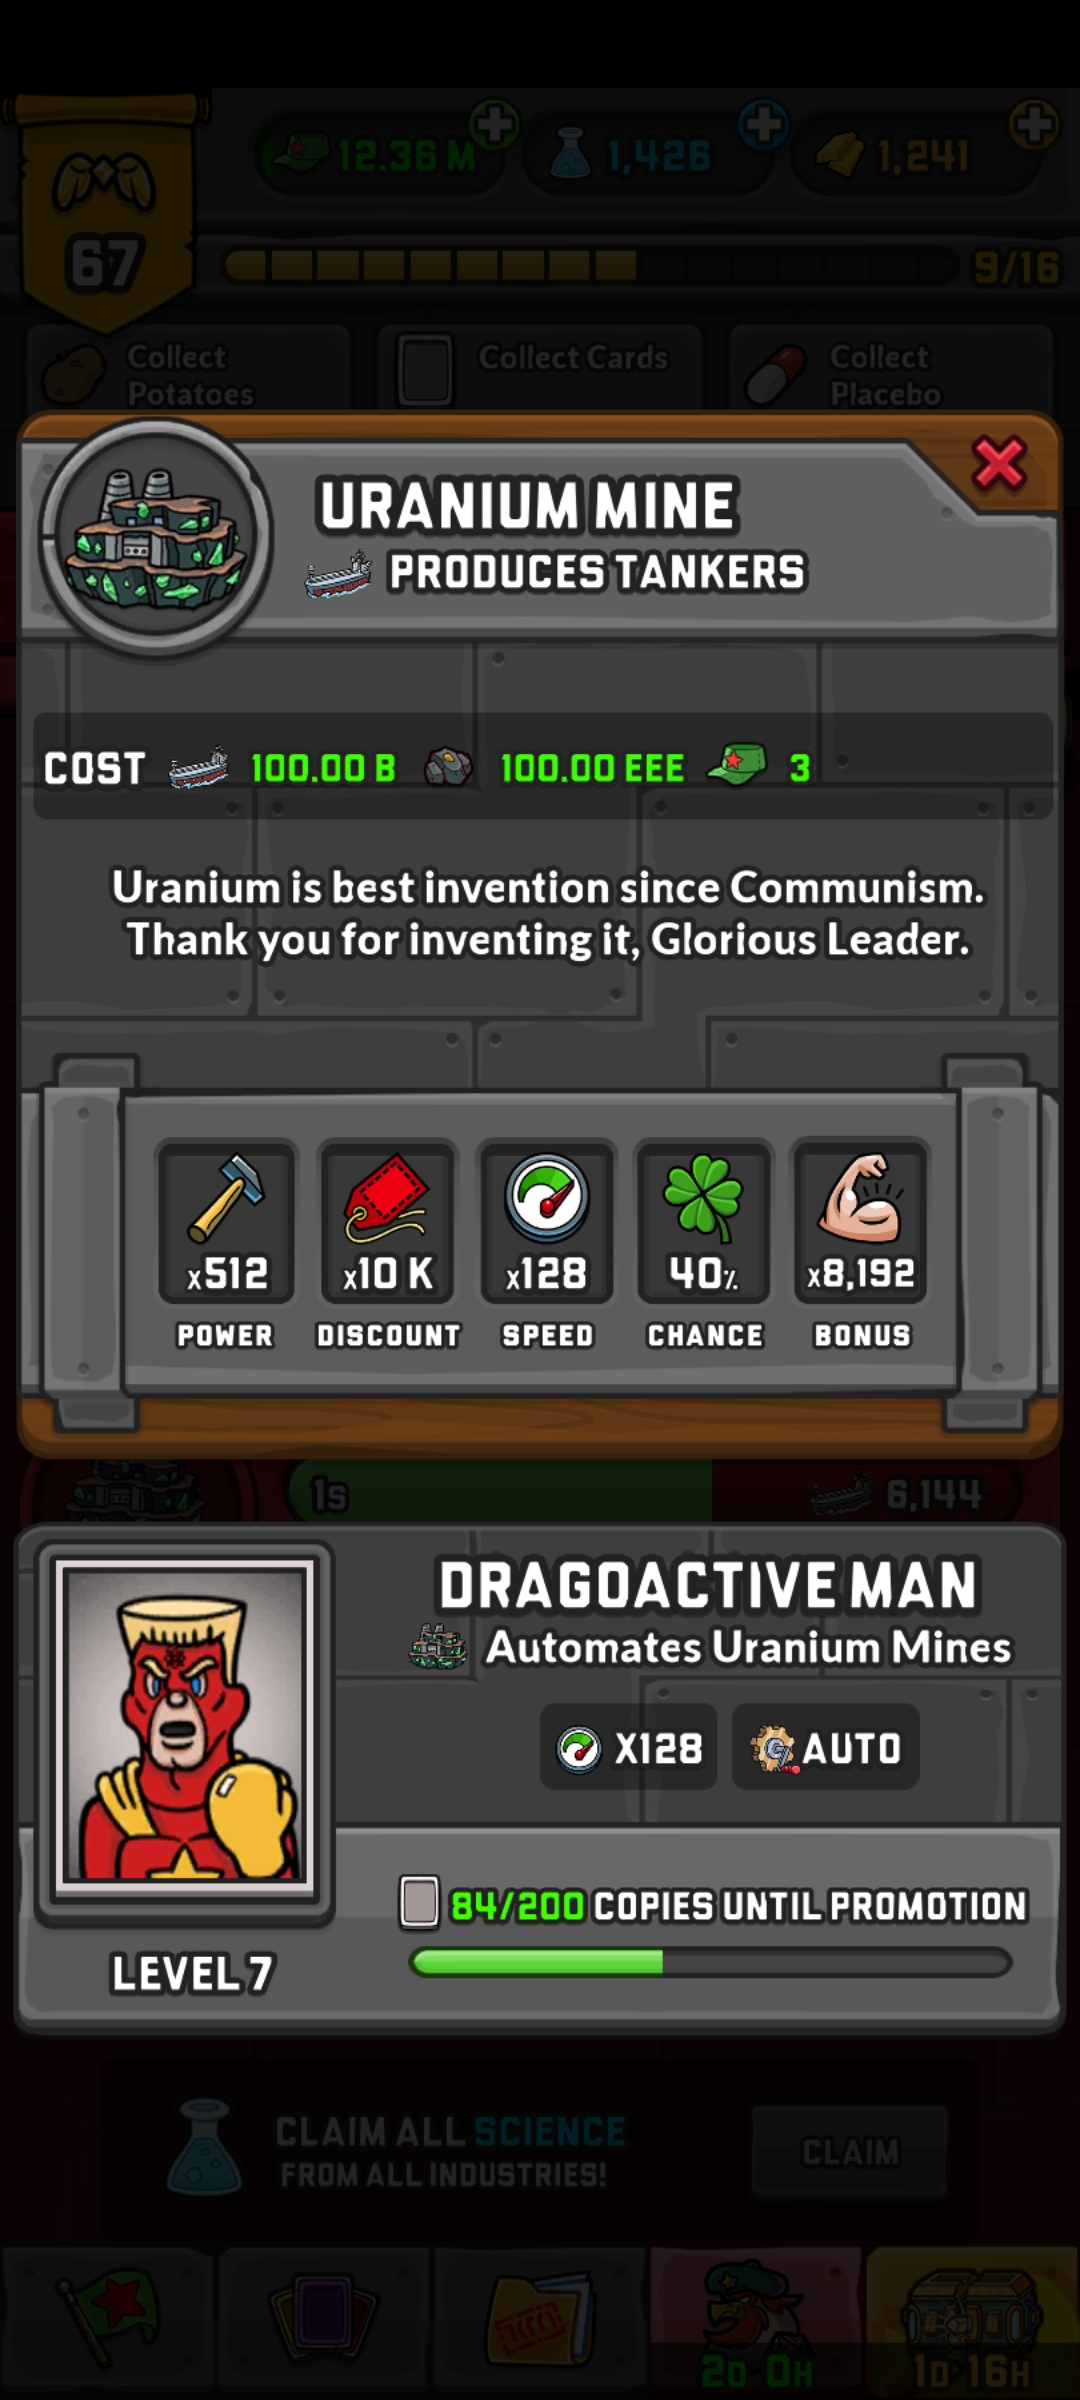 12.36 M
1,426
1,241
67
9/16
Collect
Potatoes
Collect Cards
Collect
Placebo
URANIUM MINE
PRODUCES TANKERS
COST 100.00 B 100.00 EEE 3
Uranium is best invention since Communism.
Thank you for inventing it, Glorious Leader.
x512
x10 K
x128
40%
x8,192
POWER
DISCOUNT
SPEED
CHANCE
BONUS
1s
6,144
DRAGOACTIVE MAN
Automates Uranium Mines
X128
AUTO
84/200 COPIES UNTIL PROMOTION
LEVEL 7
CLAIM ALL SCIENCE
FROM ALL INDUSTRIES!
CLAIM
2D 0H
1D 16H